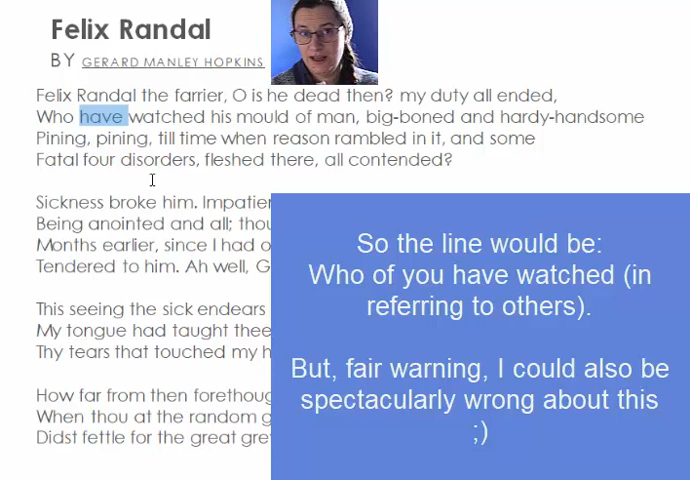 Felix Randal
BY GERARD MANLEY HOPKINS
Felix Randal the farrier, O is he dead then? my duty all ended,
Who have watched his mould of man, big-boned and hardy-handsome
Pining, pining, till time when reason rambled in it, and some
Fatal four disorders, fleshed there, all contended?
Sickness broke him. Impatien
Being anointed and all; thou
Months earlier, since I had o
Tendered to him. Ah well, G
This seeing the sick endears
My tongue had taught thee
Thy tears that touched my h
How far from then forethoug
When thou at the random g
Didst fettle for the great gre
So the line would be:
Who of you have watched (in
referring to others).
But, fair warning, I could also be
spectacularly wrong about this
;)